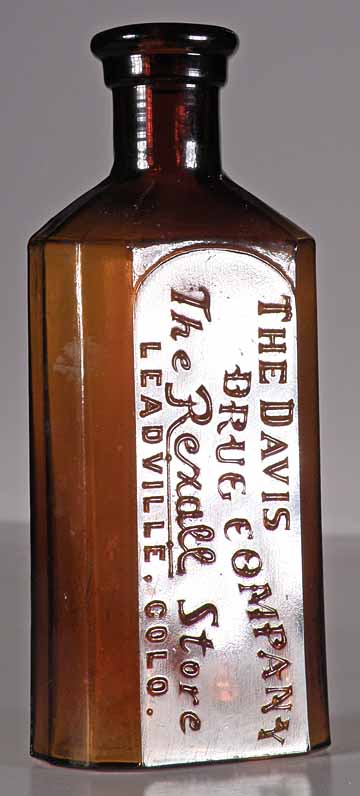 THE DAVIS
DRUG COMPANY
The Rexall Store
LEADVILLE, COLO.